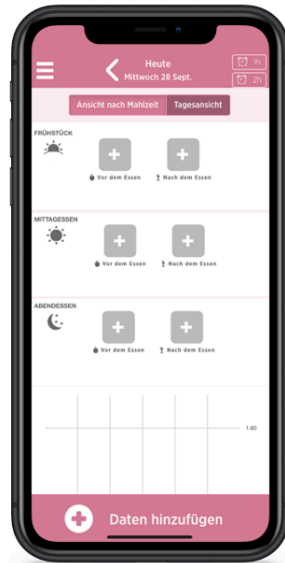 Heute
Mittwoch 28 Sept.
1h
2h
Ansicht nach Mahlzeit Tagesansicht
FRÜHSTÜCK
Vor dem Essen Nach dem Essen
MITTAGESSEN
Vor dem Essen Nach dem Essen
ABENDESSEN
Vor dem Essen Nach dem Essen
1.80
Daten hinzufügen